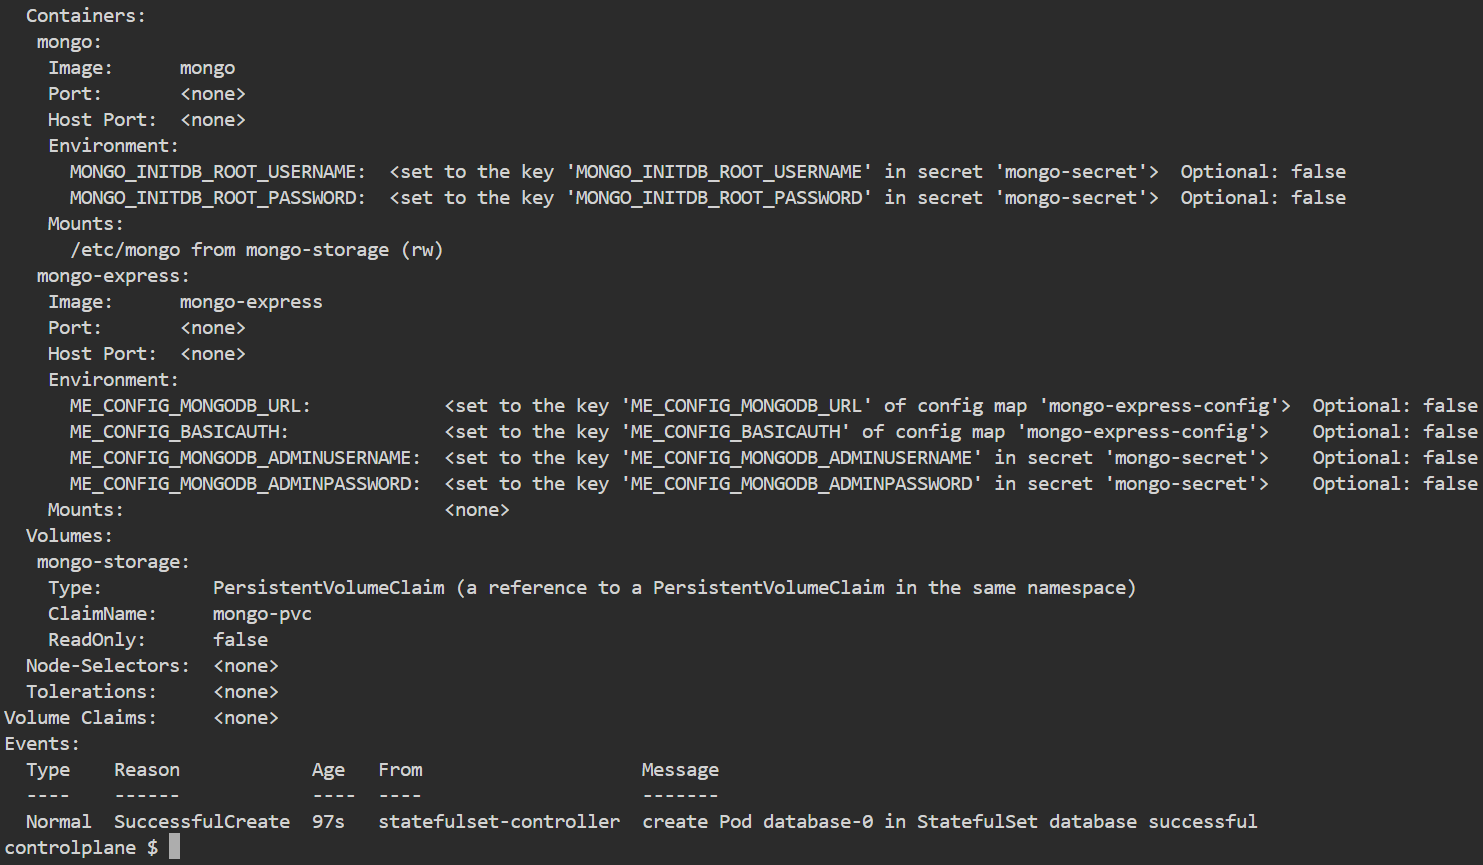 Containers:
mongo:
Image: mongo
Port: <none>
Host Port: <none>
Environment:
MONGO_INITDB_ROOT_USERNAME: <set to the key 'MONGO_INITDB_ROOT_USERNAME' in secret 'mongo-secret'> Optional: false
MONGO_INITDB_ROOT_PASSWORD: <set to the key 'MONGO_INITDB_ROOT_PASSWORD' in secret 'mongo-secret'> Optional: false
Mounts:
/etc/mongo from mongo-storage (rw)
mongo-express:
Image: mongo-express
Port: <none>
Host Port: <none>
Environment:
ME_CONFIG_MONGODB_URL: <set to the key 'ME_CONFIG_MONGODB_URL' of config map 'mongo-express-config'> Optional: false
ME_CONFIG_BASICAUTH: <set to the key 'ME_CONFIG_BASICAUTH' of config map 'mongo-express-config'> Optional: false
ME_CONFIG_MONGODB_ADMINUSERNAME: <set to the key 'ME_CONFIG_MONGODB_ADMINUSERNAME' in secret 'mongo-secret'> Optional: false
ME_CONFIG_MONGODB_ADMINPASSWORD: <set to the key 'ME_CONFIG_MONGODB_ADMINPASSWORD' in secret 'mongo-secret'> Optional: false
Mounts: <none>
Volumes:
mongo-storage:
Type: PersistentVolumeClaim (a reference to a PersistentVolumeClaim in the same namespace)
ClaimName: mongo-pvc
ReadOnly: false
Node-Selectors: <none>
Tolerations: <none>
Volume Claims: <none>
Events:
Type Reason Age From Message
---- ------ ---- ---- -------
Normal SuccessfulCreate 97s statefulset-controller create Pod database-0 in StatefulSet database successful
controlplane $